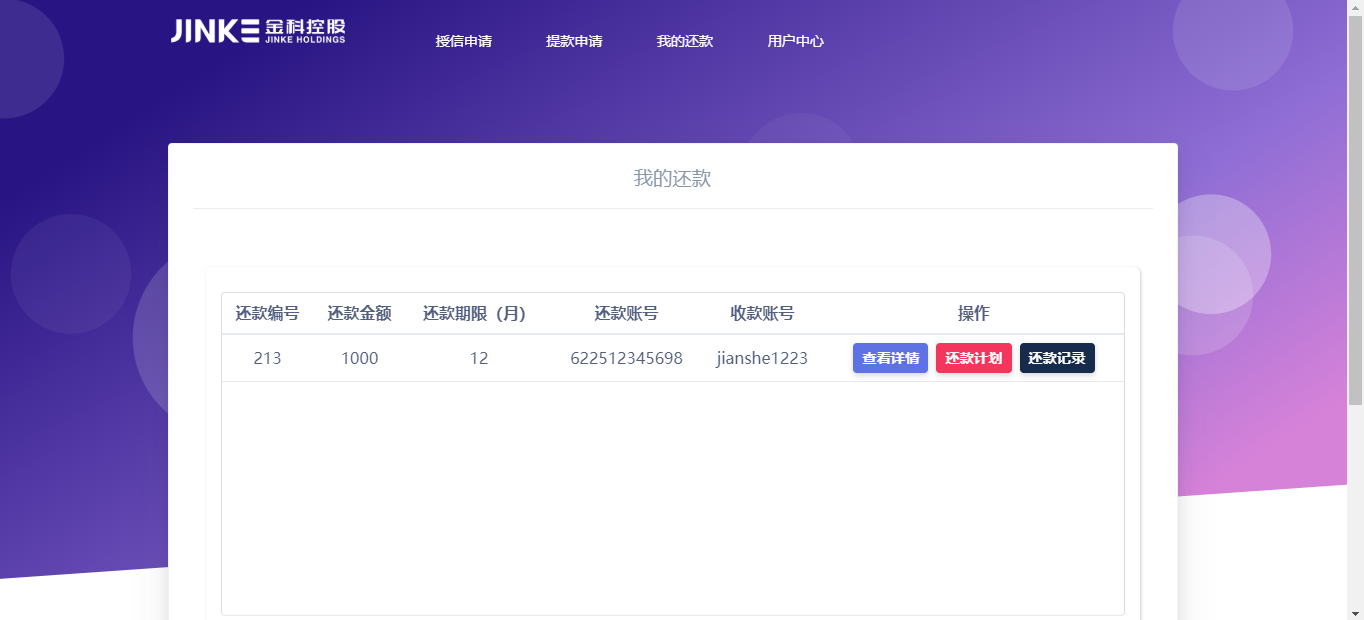 JINKE 金科控股
JINKE HOLDINGS
授信申请 提款申请 我的还款 用户中心
我的还款
还款编号 还款金额 还款期限（月） 还款账号 收款账号 操作
213 1000 12 622512345698 jianshe1223 查看详情 还款计划 还款记录